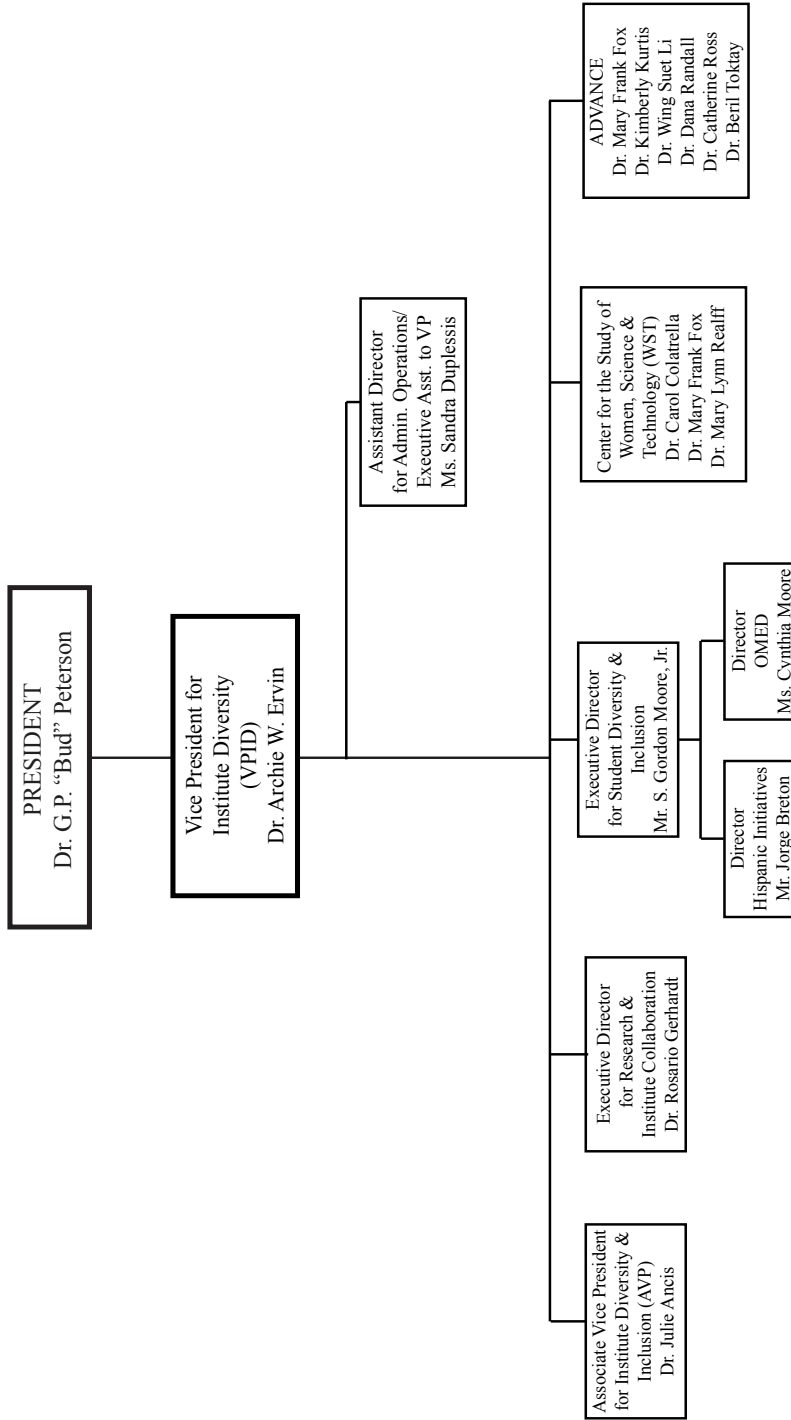 PRESIDENT
Dr. G.P. “Bud” Peterson
Vice President for
Institute Diversity
(VPID)
Dr. Archie W. Ervin
Assistant Director
for Admin. Operations/
Executive Asst. to VP
Ms. Sandra Duplessis
Associate Vice President
for Institute Diversity &
Inclusion (AVP)
Dr. Julie Ancis
Executive Director
for Research &
Institute Collaboration
Dr. Rosario Gerhardt
Executive Director
for Student Diversity &
Inclusion
Mr. S. Gordon Moore, Jr.
Director
Hispanic Initiatives
Mr. Jorge Breton
Director
OMED
Ms. Cynthia Moore
Center for the Study of
Women, Science &
Technology (WST)
Dr. Carol Colatrella
Dr. Mary Frank Fox
Dr. Mary Lynn Realff
ADVANCE
Dr. Mary Frank Fox
Dr. Kimberly Kurtis
Dr. Wing Suet Li
Dr. Dana Randall
Dr. Catherine Ross
Dr. Beril Toktay